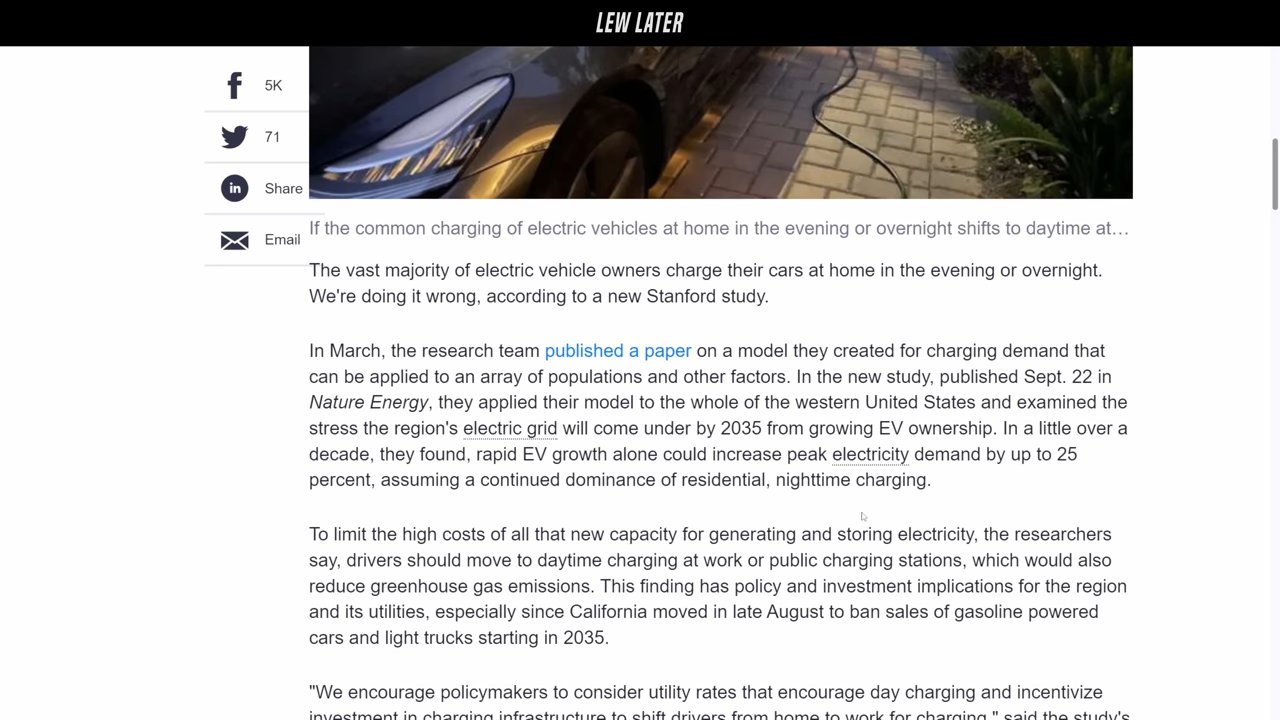 LEW LATER
5K
71
Share
Email
If the common charging of electric vehicles at home in the evening or overnight shifts to daytime at…
The vast majority of electric vehicle owners charge their cars at home in the evening or overnight.
We're doing it wrong, according to a new Stanford study.
In March, the research team published a paper on a model they created for charging demand that
can be applied to an array of populations and other factors. In the new study, published Sept. 22 in
Nature Energy, they applied their model to the whole of the western United States and examined the
stress the region's electric grid will come under by 2035 from growing EV ownership. In a little over a
decade, they found, rapid EV growth alone could increase peak electricity demand by up to 25
percent, assuming a continued dominance of residential, nighttime charging.
To limit the high costs of all that new capacity for generating and storing electricity, the researchers
say, drivers should move to daytime charging at work or public charging stations, which would also
reduce greenhouse gas emissions. This finding has policy and investment implications for the region
and its utilities, especially since California moved in late August to ban sales of gasoline powered
cars and light trucks starting in 2035.
"We encourage policymakers to consider utility rates that encourage day charging and incentivize
investment in charging infrastructure to shift drivers from home to work for charging," said the study's